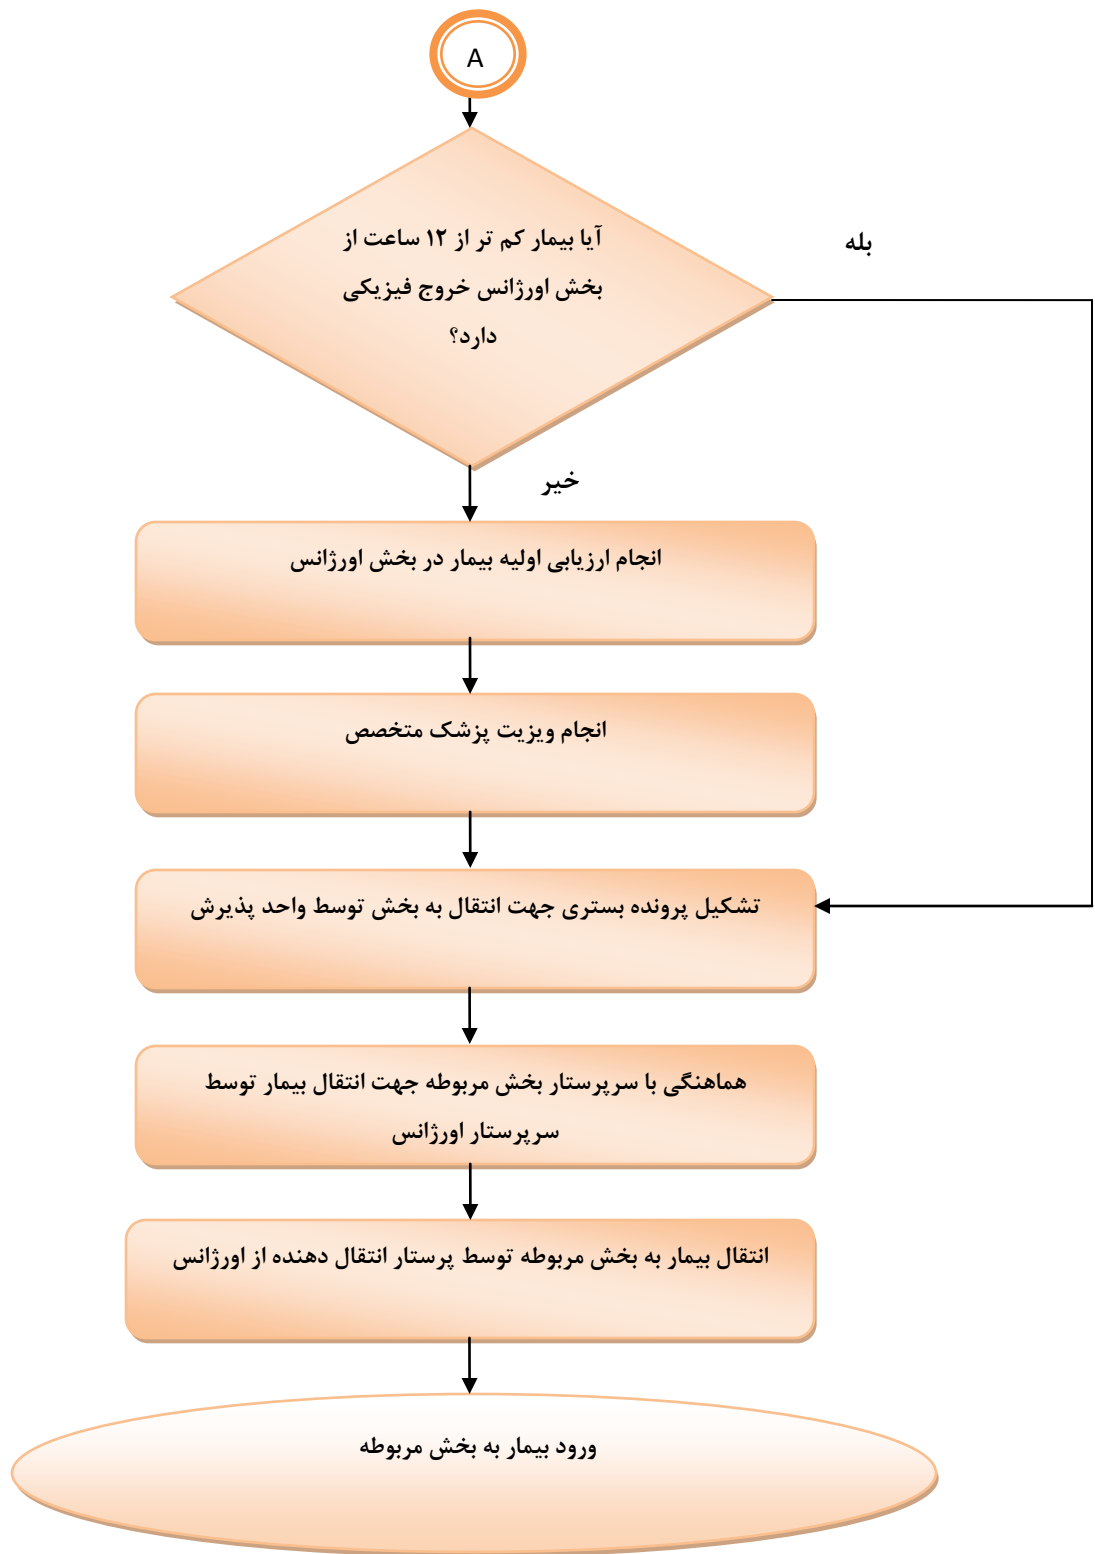 A
آیا بیمار کم تر از ۱۲ ساعت از
بخش اورژانس خروج فیزیکی
دارد؟
بله
خیر
انجام ارزیابی اولیه بیمار در بخش اورژانس
انجام ویزیت پزشک متخصص
تشکیل پرونده بستری جهت انتقال به بخش توسط واحد پذیرش
هماهنگی با سرپرستار بخش مربوطه جهت انتقال بیمار توسط
سرپرستار اورژانس
انتقال بیمار به بخش مربوطه توسط پرستار انتقال دهنده از اورژانس
ورود بیمار به بخش مربوطه